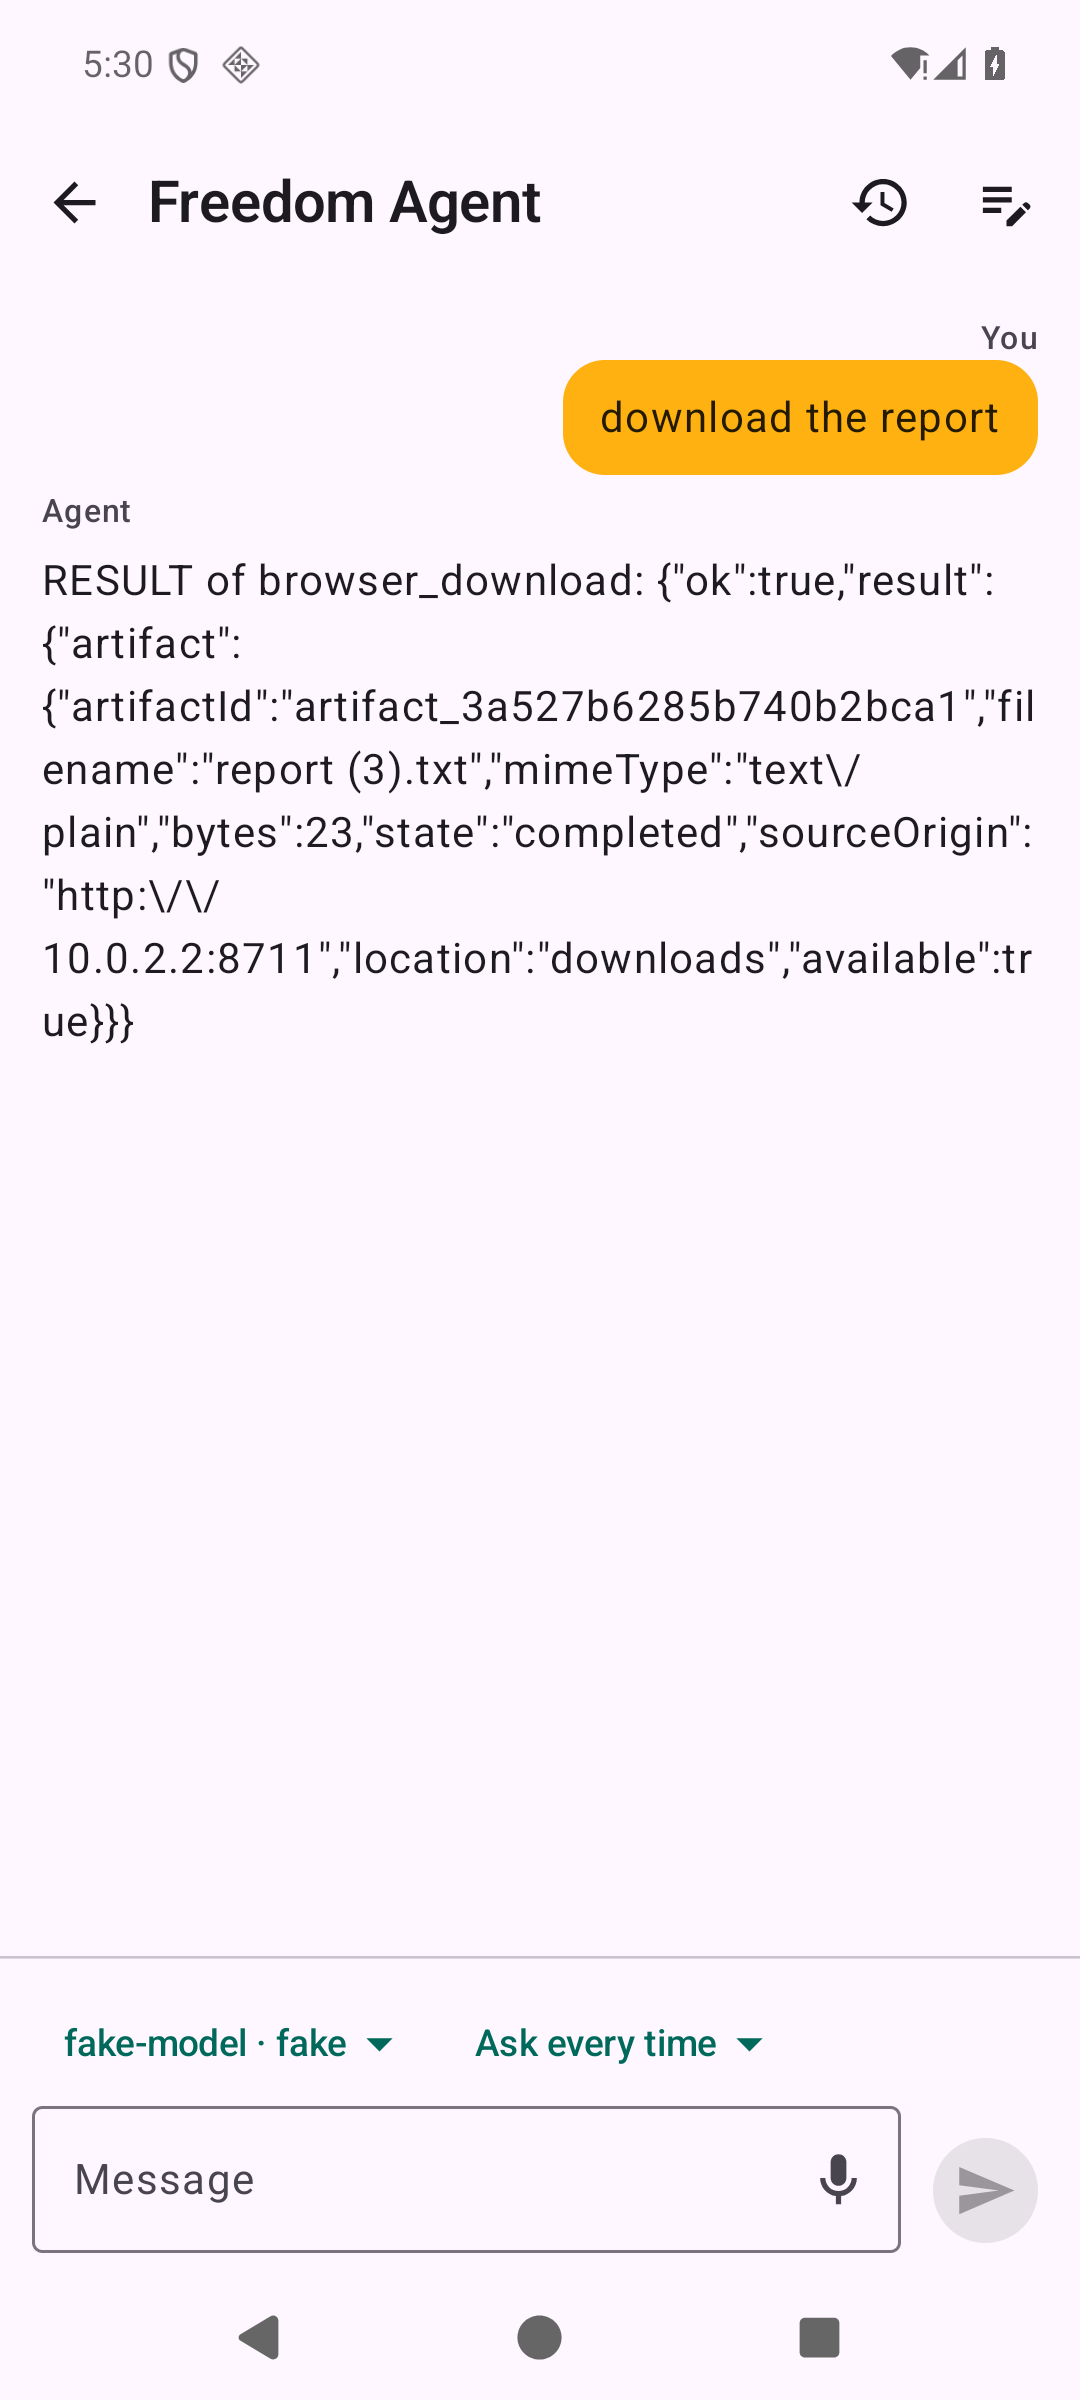 5:30
Freedom Agent
You
download the report
Agent
RESULT of browser_download: {"ok":true,"result":
{"artifact":
{"artifactId":"artifact_3a527b6285b740b2bca1","fil
ename":"report (3).txt","mimeType":"text\/
plain","bytes":23,"state":"completed","sourceOrigin":
"http:\/\/
10.0.2.2:8711","location":"downloads","available":tr
ue}}}
fake-model · fake
Ask every time
Message